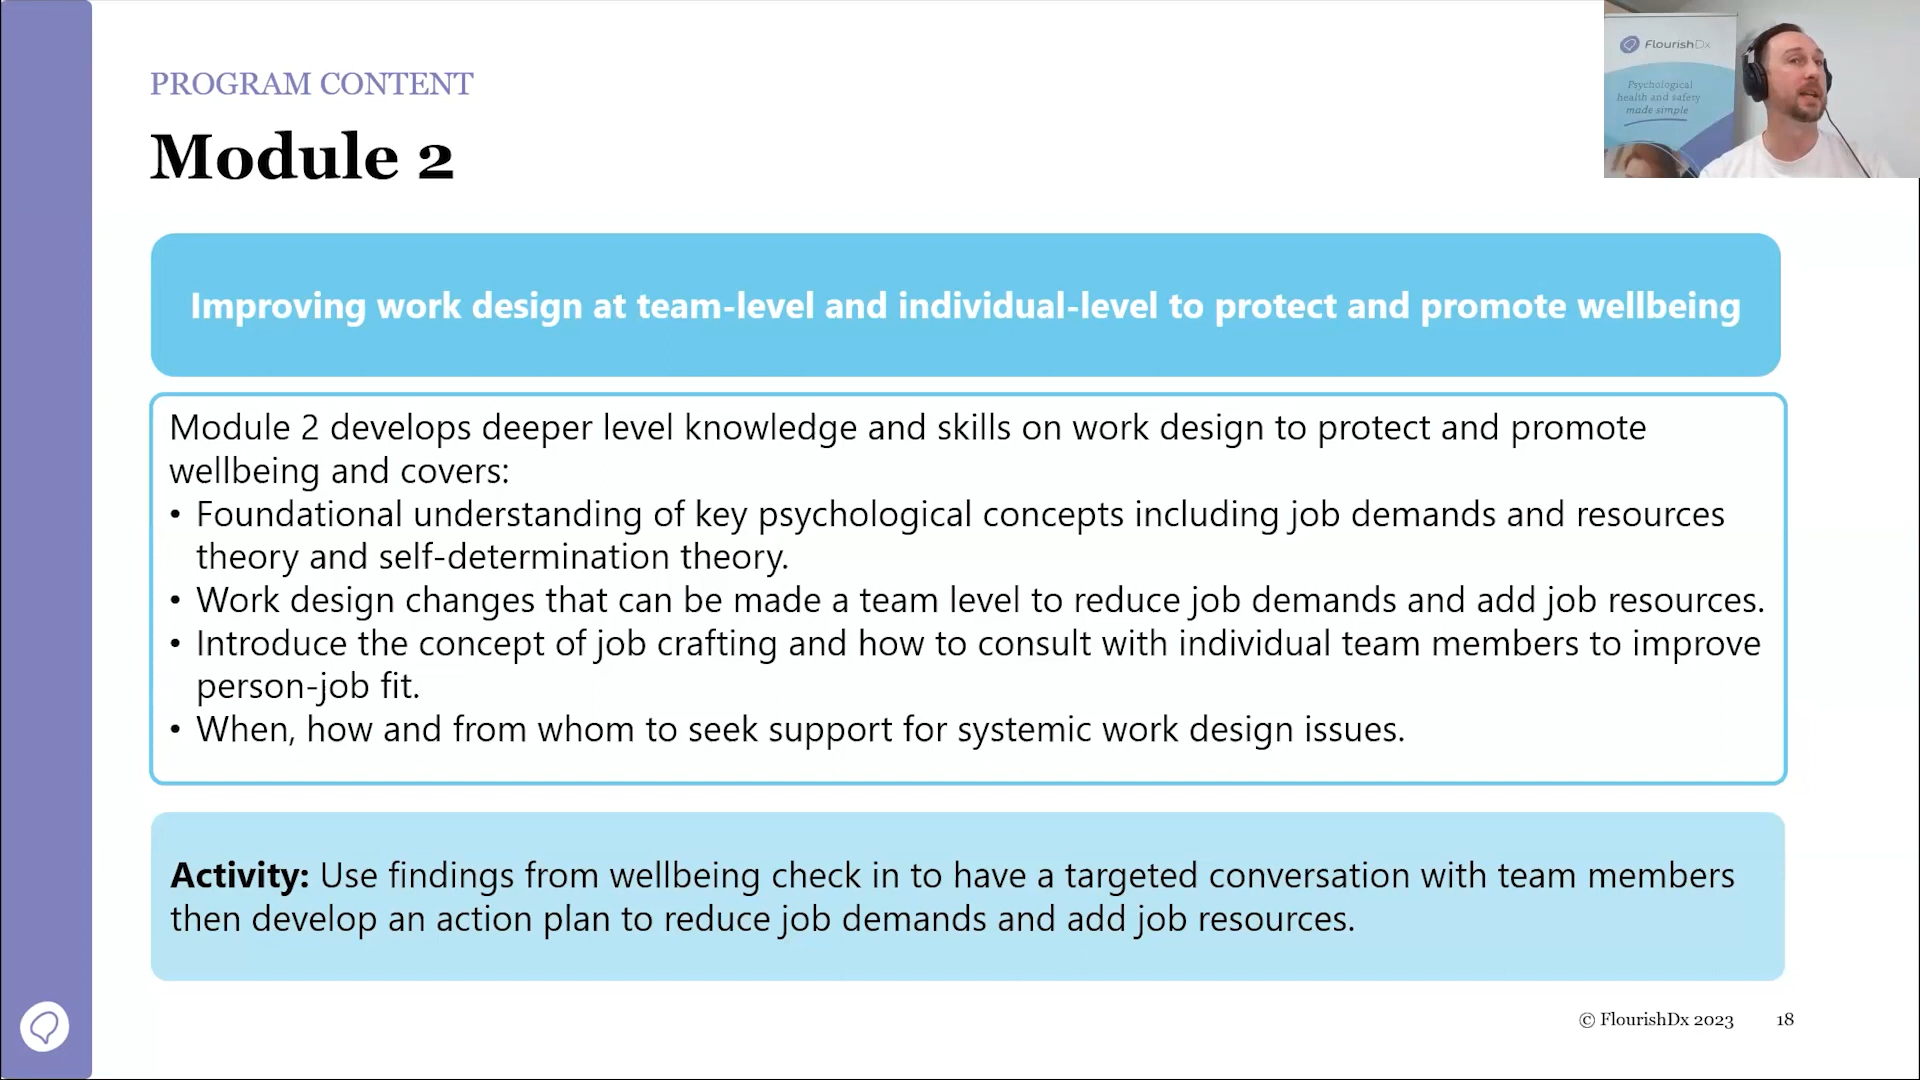 PROGRAM CONTENT
Module 2
FlourishDx
Psychological
health and safety
made simple
Improving work design at team-level and individual-level to protect and promote wellbeing
Module 2 develops deeper level knowledge and skills on work design to protect and promote
wellbeing and covers:
• Foundational understanding of key psychological concepts including job demands and resources
theory and self-determination theory.
• Work design changes that can be made a team level to reduce job demands and add job resources.
• Introduce the concept of job crafting and how to consult with individual team members to improve
person-job fit.
• When, how and from whom to seek support for systemic work design issues.
Activity: Use findings from wellbeing check in to have a targeted conversation with team members
then develop an action plan to reduce job demands and add job resources.
© FlourishDx 2023 18